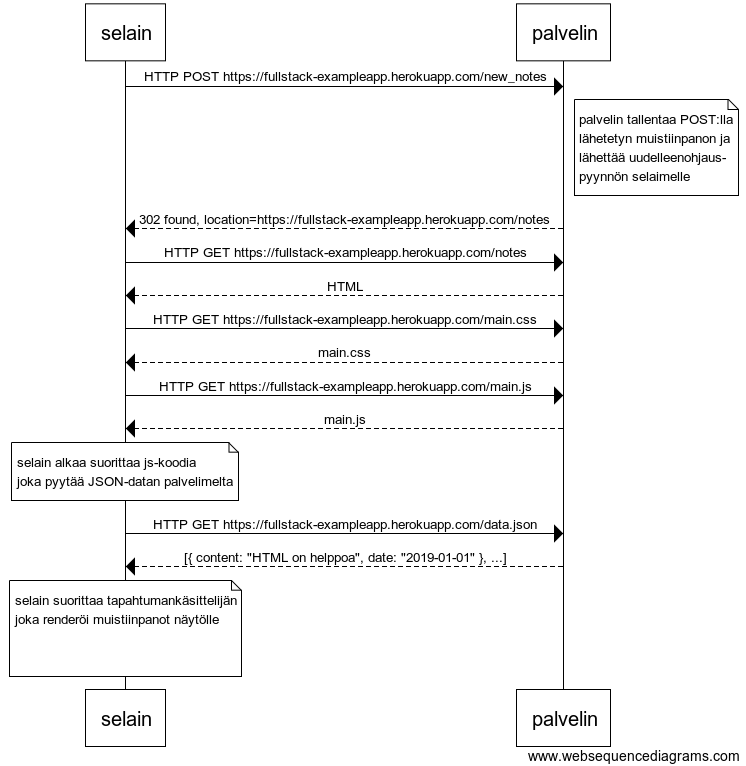 selain
palvelin
HTTP POST https://fullstack-exampleapp.herokuapp.com/new_notes
palvelin tallentaa POST:lla
lähetetyn muistiinpanon ja
lähettää uudelleenohjaus-
pyynnön selaimelle
302 found, location=https://fullstack-exampleapp.herokuapp.com/notes
HTTP GET https://fullstack-exampleapp.herokuapp.com/notes
HTML
HTTP GET https://fullstack-exampleapp.herokuapp.com/main.css
main.css
HTTP GET https://fullstack-exampleapp.herokuapp.com/main.js
main.js
selain alkaa suorittaa js-koodia
joka pyytää JSON-datan palvelimelta
HTTP GET https://fullstack-exampleapp.herokuapp.com/data.json
[{ content: "HTML on helppoa", date: "2019-01-01" }, ...]
selain suorittaa tapahtumankäsittelijän
joka renderöi muistiinpanot näytölle
selain
palvelin
www.websequencediagrams.com